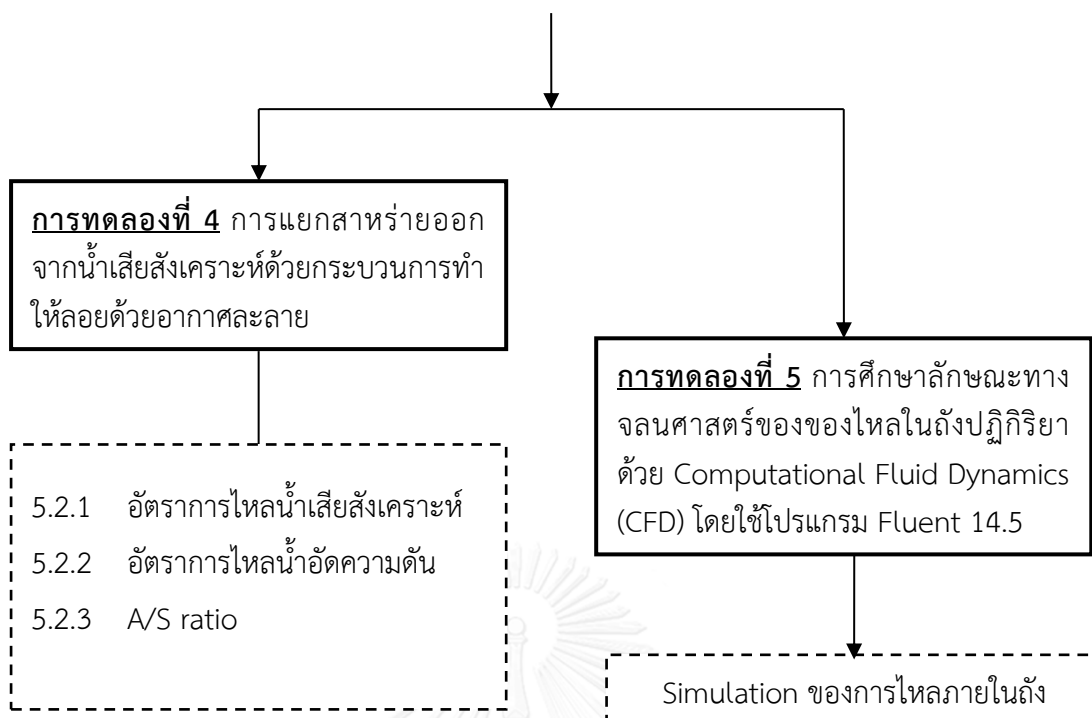 การทดลองที่ 4 การแยกสาหร่ายออก
จากน้ำเสียสังเคราะห์ด้วยกระบวนการทำ
ให้ลอยด้วยอากาศละลาย
5.2.1 อัตราการไหลน้ำเสียสังเคราะห์
5.2.2 อัตราการไหลน้ำอัดความดัน
5.2.3 A/S ratio
การทดลองที่ 5 การศึกษาลักษณะทาง
จลนศาสตร์ของของไหลในถังปฏิกิริยา
ด้วย Computational Fluid Dynamics
(CFD) โดยใช้โปรแกรม Fluent 14.5
Simulation ของการไหลภายในถัง